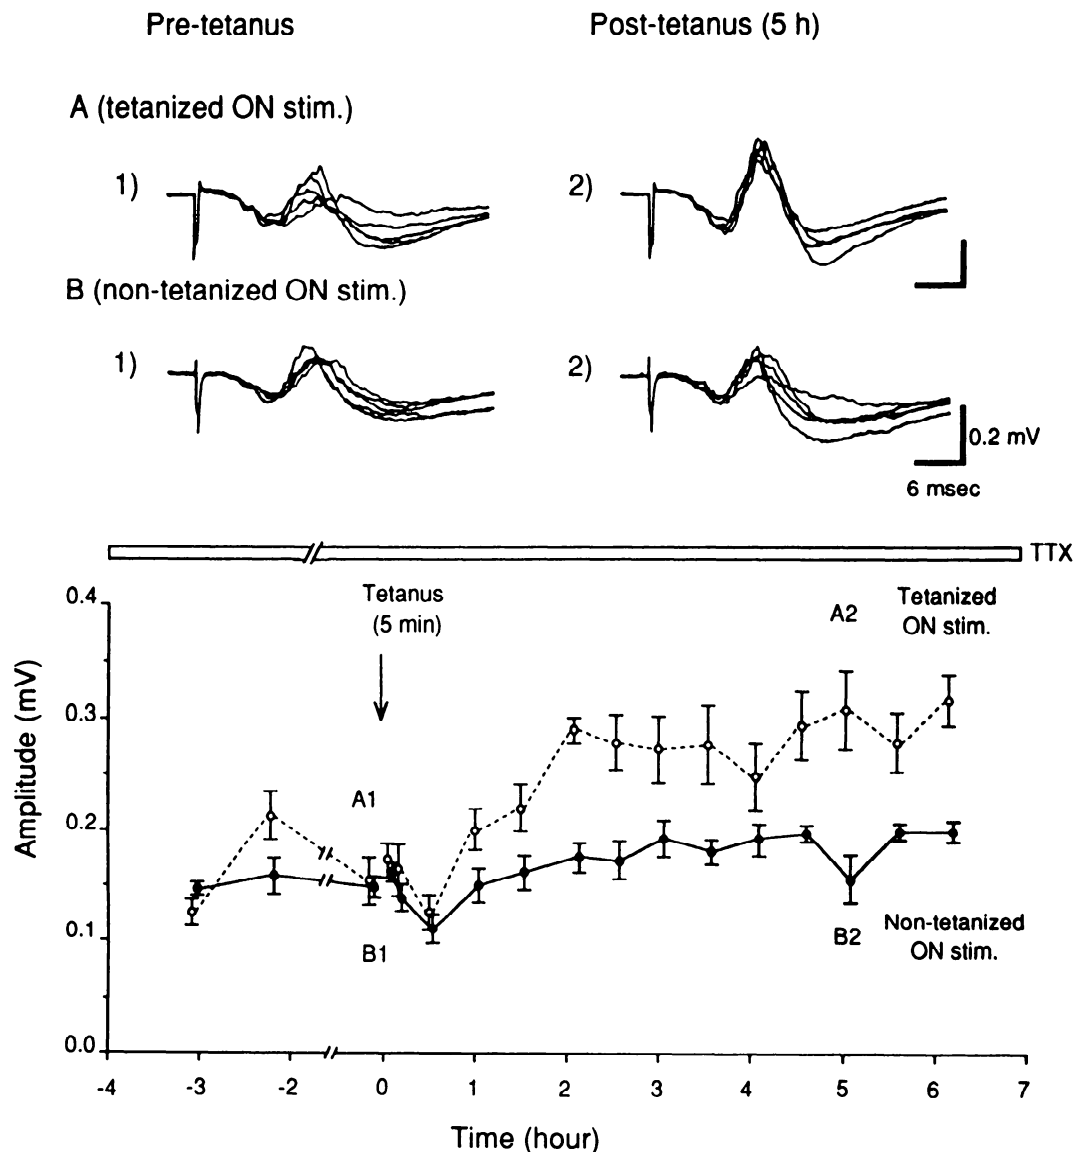 Pre-tetanus
Post-tetanus (5 h)
A (tetanized ON stim.)
1)
2)
B (non-tetanized ON stim.)
1)
2)
0.2 mV
6 msec
TTX
Tetanus
(5 min)
A2
Tetanized
ON stim.
A1
B1
B2
Non-tetanized
ON stim.
Amplitude (mV)
0.4
0.3
0.2
0.1
0.0
-4
-3
-2
0
1
2
3
4
5
6
7
Time (hour)